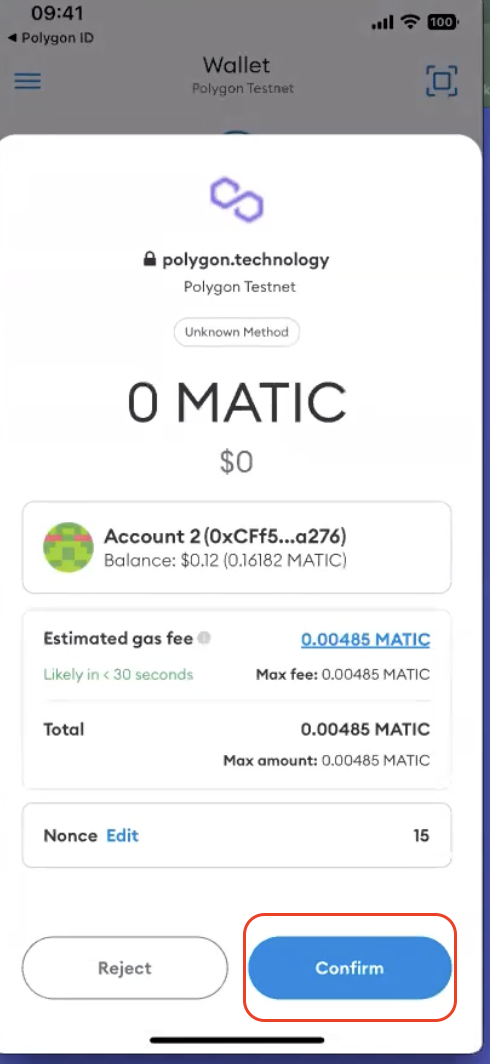 09:41
100
◀ Polygon ID
Wallet
Polygon Testnet
polygon.technology
Polygon Testnet
Unknown Method
0 MATIC
$0
Account 2 (0xCFf5...a276)
Balance: $0.12 (0.16182 MATIC)
Estimated gas fee 0.00485 MATIC
Likely in < 30 seconds Max fee: 0.00485 MATIC
Total 0.00485 MATIC
Max amount: 0.00485 MATIC
Nonce Edit 15
Reject Confirm